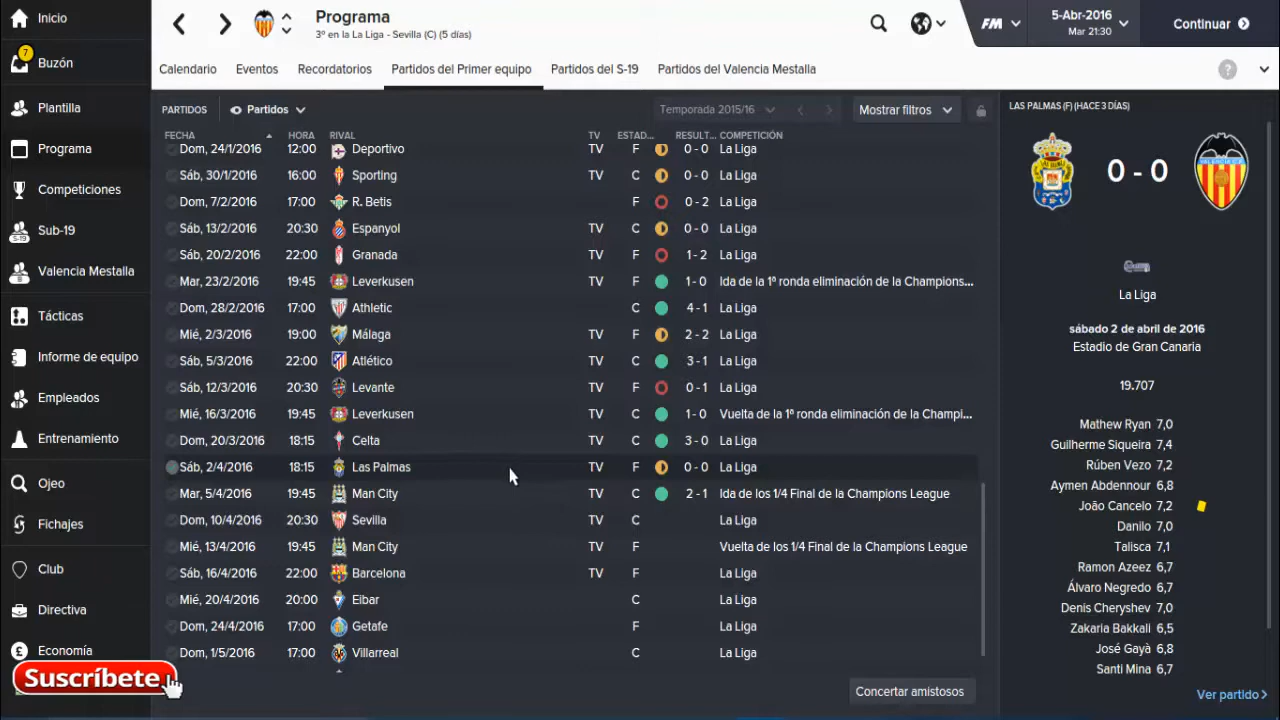 Inicio
7
Buzón
Plantilla
Programa
Competiciones
Sub-19
Valencia Mestalla
Tácticas
Informe de equipo
Empleados
Entrenamiento
Ojeo
Fichajes
Club
Directiva
Economía
Suscríbete
Programa
3º en la La Liga - Sevilla (C) (5 días)
FM
5-Abr-2016
Mar 21:30
Continuar
Calendario Eventos Recordatorios Partidos del Primer equipo Partidos del S-19 Partidos del Valencia Mestalla
?
PARTIDOS Partidos Temporada 2015/16 Mostrar filtros
FECHA HORA RIVAL TV ESTAD... RESULT... COMPETICIÓN
Dom, 24/1/2016 12:00 Deportivo TV F 0 - 0 La Liga
Sáb, 30/1/2016 16:00 Sporting TV C 0 - 0 La Liga
Dom, 7/2/2016 17:00 R. Betis F 0 - 2 La Liga
Sáb, 13/2/2016 20:30 Espanyol TV C 0 - 0 La Liga
Sáb, 20/2/2016 22:00 Granada TV F 1 - 2 La Liga
Mar, 23/2/2016 19:45 Leverkusen TV F 1 - 0 Ida de la 1ª ronda eliminación de la Champions...
Dom, 28/2/2016 17:00 Athletic C 4 - 1 La Liga
Mié, 2/3/2016 19:00 Málaga TV F 2 - 2 La Liga
Sáb, 5/3/2016 22:00 Atlético TV C 3 - 1 La Liga
Sáb, 12/3/2016 20:30 Levante TV F 0 - 1 La Liga
Mié, 16/3/2016 19:45 Leverkusen TV C 1 - 0 Vuelta de la 1ª ronda eliminación de la Champi...
Dom, 20/3/2016 18:15 Celta TV C 3 - 0 La Liga
Sáb, 2/4/2016 18:15 Las Palmas TV F 0 - 0 La Liga
Mar, 5/4/2016 19:45 Man City TV C 2 - 1 Ida de los 1/4 Final de la Champions League
Dom, 10/4/2016 20:30 Sevilla TV C La Liga
Mié, 13/4/2016 19:45 Man City TV F Vuelta de los 1/4 Final de la Champions League
Sáb, 16/4/2016 22:00 Barcelona TV F La Liga
Mié, 20/4/2016 20:00 Eibar C La Liga
Dom, 24/4/2016 17:00 Getafe F La Liga
Dom, 1/5/2016 17:00 Villarreal C La Liga
Concertar amistosos
LAS PALMAS (F) (HACE 3 DÍAS)
0 - 0
La Liga
sábado 2 de abril de 2016
Estadio de Gran Canaria
19.707
Mathew Ryan 7,0
Guilherme Siqueira 7,4
Rúben Vezo 7,2
Aymen Abdennour 6,8
João Cancelo 7,2
Danilo 7,0
Talisca 7,1
Ramon Azeez 6,7
Álvaro Negredo 6,7
Denis Cheryshev 7,0
Zakaria Bakkali 6,5
José Gayà 6,8
Santi Mina 6,7
Ver partido